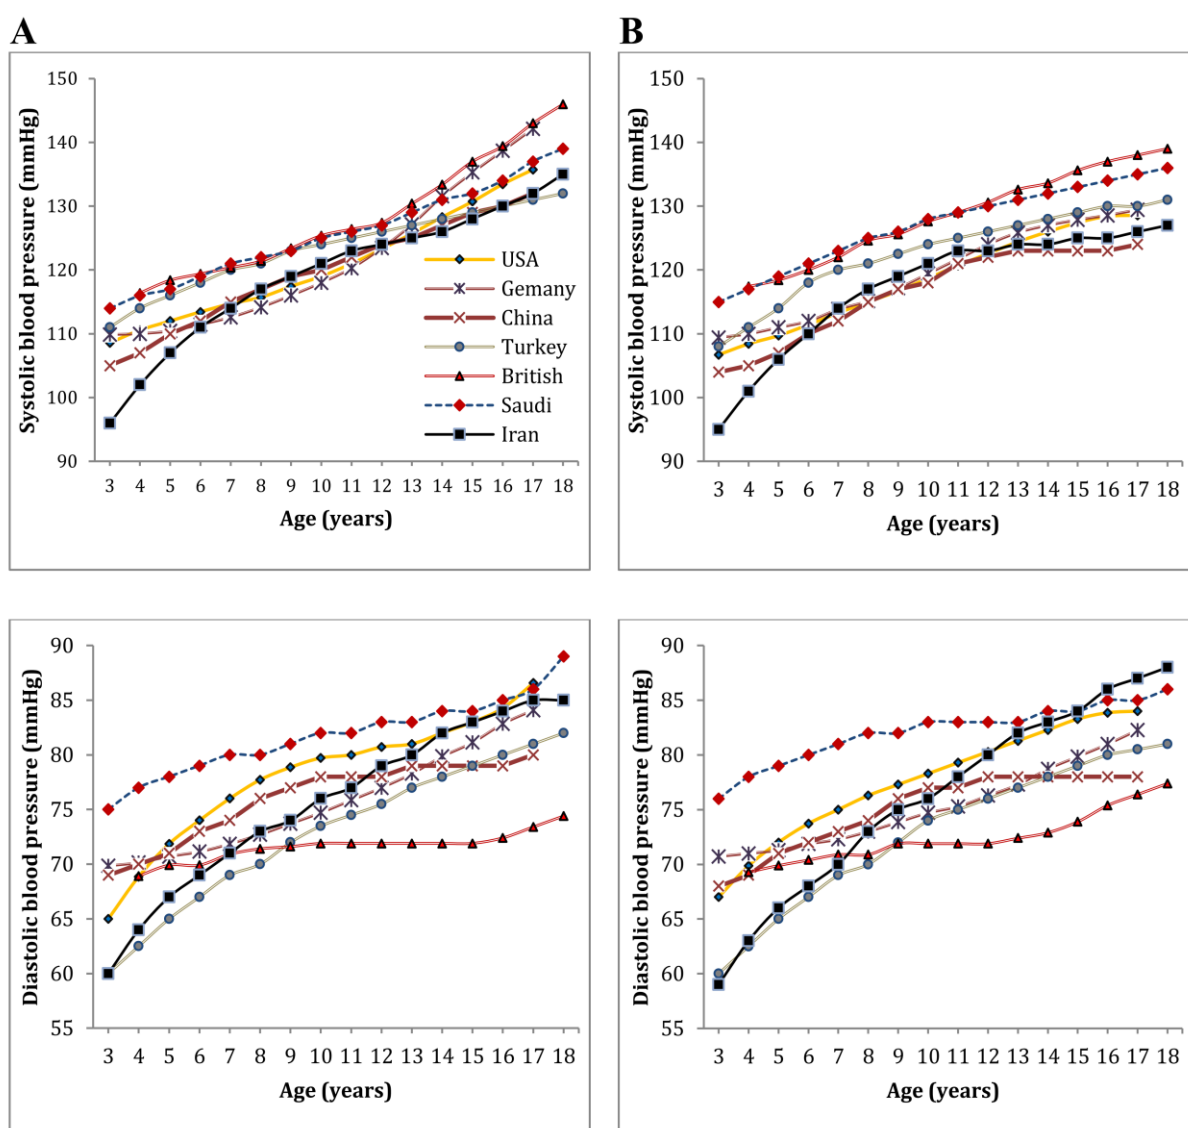 A
B
Systolic blood pressure (mmHg)
150
140
130
120
110
100
90
3 4 5 6 7 8 9 10 11 12 13 14 15 16 17 18
Age (years)
USA
Gemany
China
Turkey
British
Saudi
Iran
Systolic blood pressure (mmHg)
150
140
130
120
110
100
90
3 4 5 6 7 8 9 10 11 12 13 14 15 16 17 18
Age (years)
Diastolic blood pressure (mmHg)
90
85
80
75
70
65
60
55
3 4 5 6 7 8 9 10 11 12 13 14 15 16 17 18
Age (years)
Diastolic blood pressure (mmHg)
90
85
80
75
70
65
60
55
3 4 5 6 7 8 9 10 11 12 13 14 15 16 17 18
Age (years)